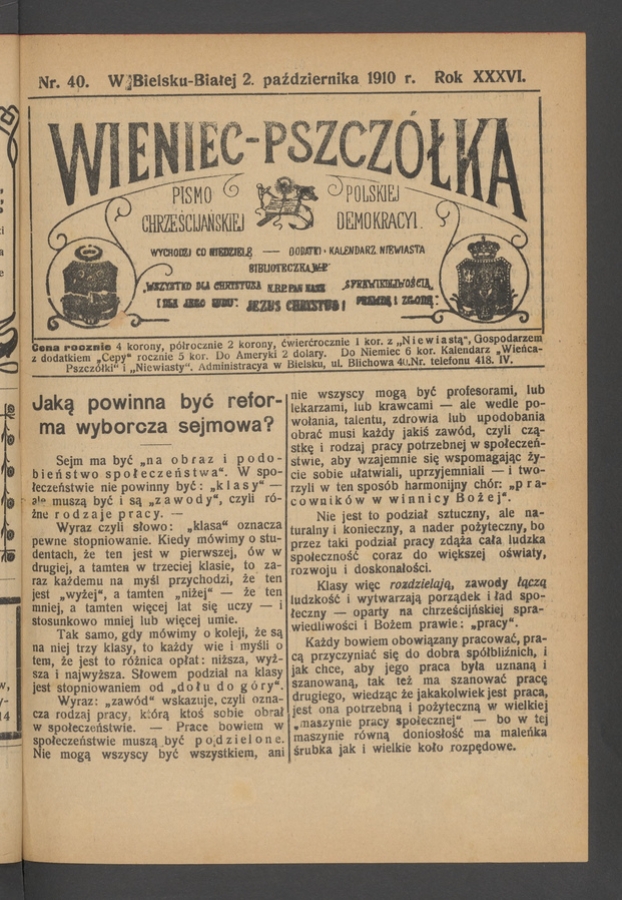 Nr. 40. W Bielsku-Białej 2. października 1910 r. Rok XXXVI.
WIENIEC-PSZCZÓŁKA
PISMO POLSKIEJ
CHRZEŚCIJAŃSKIEJ DEMOKRACYI.
WYCHODZI CO NIEDZIELĘ — DODATKI - KALENDARZ NIEWIASTA
BIBLIOTECZKA
„WSZYSTKO DLA CHRYSTUSA SPRAWIEDLIWOŚCIĄ,
I DLA JEGO LUDU". JEZUS CHRYSTUS! PRAWDĄ I ZGODĄ:
Cena rocznie 4 korony, półrocznie 2 korony, ćwierćrocznie 1 kor. z „Niewiastą", Gospodarzem
z dodatkiem „Cepy" rocznie 5 kor. Do Ameryki 2 dolary. Do Niemiec 6 kor. Kalendarz „Wieńca-
Pszczółki" i „Niewiasty". Administracya w Bielsku, ul. Blichowa 40. Nr. telefonu 418. IV.
Jaką powinna być refor-
ma wyborcza sejmowa?
Sejm ma być „na obraz i podo-
bieństwo społeczeństwa". W spo-
łeczeństwie nie powinny być: „klasy" —
ale muszą być i są „zawody", czyli ró-
żne rodzaje pracy. —
Wyraz czyli słowo: „klasa" oznacza
pewne stopniowanie. Kiedy mówimy o stu-
dentach, że ten jest w pierwszej, ów w
drugiej, a tamten w trzeciej klasie, to za-
raz każdemu na myśl przychodzi, że ten
jest „wyżej", a tamten „niżej" — że ten
mniej, a tamten więcej lat się uczy — i
stosunkowo mniej lub więcej umie.
Tak samo, gdy mówimy o koleji, że są
na niej trzy klasy, to każdy wie i myśli o
tem, że jest to różnica opłat: niższa, wyż-
sza i najwyższa. Słowem podział na klasy
jest stopniowaniem od „dołu do góry".
Wyraz: „zawód" wskazuje, czyli ozna-
cza rodzaj pracy, którą ktoś sobie obrał
w społeczeństwie. — Prace bowiem w
społeczeństwie muszą być podzielone.
Nie mogą wszyscy być wszystkiem, ani
nie wszyscy mogą być profesorami, lub
lekarzami, lub krawcami — ale wedle po-
wołania, talentu, zdrowia lub upodobania
obrać musi każdy jakiś zawód, czyli czą-
stkę i rodzaj pracy potrzebnej w społeczeń-
stwie, aby wzajemnie się wspomagając ży-
cie sobie ułatwiali, uprzyjemniali — i two-
rzyli w ten sposób harmonijny chór: „pra-
cowników w winnicy Bożej".
Nie jest to podział sztuczny, ale na-
turalny i konieczny, a nader pożyteczny, bo
przez taki podział pracy zdąża cała ludzka
społeczność coraz do większej oświaty,
rozwoju i doskonałości.
Klasy więc rozdzielają, zawody łączą
ludzkość i wytwarzają porządek i ład spo-
łeczny — oparty na chrześcijńskiej spra-
wiedliwości i Bożem prawie: „pracy".
Każdy bowiem obowiązany pracować, pra-
cą przyczyniać się do dobra spółbliźnich, i
jak chce, aby jego praca była uznaną i
szanowaną, tak też ma szanować pracę
drugiego, wiedząc że jakakolwiek jest praca,
jest ona potrzebną i pożyteczną w wielkiej
„maszynie pracy społecznej" — bo w tej
maszynie równą doniosłość ma maleńka
śrubka jak i wielkie koło rozpędowe.